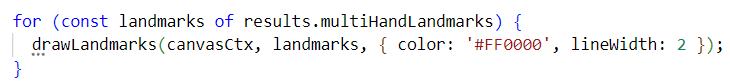 for (const landmarks of results.multiHandLandmarks) {
  drawLandmarks(canvasCtx, landmarks, { color: '#FF0000', lineWidth: 2 });
}